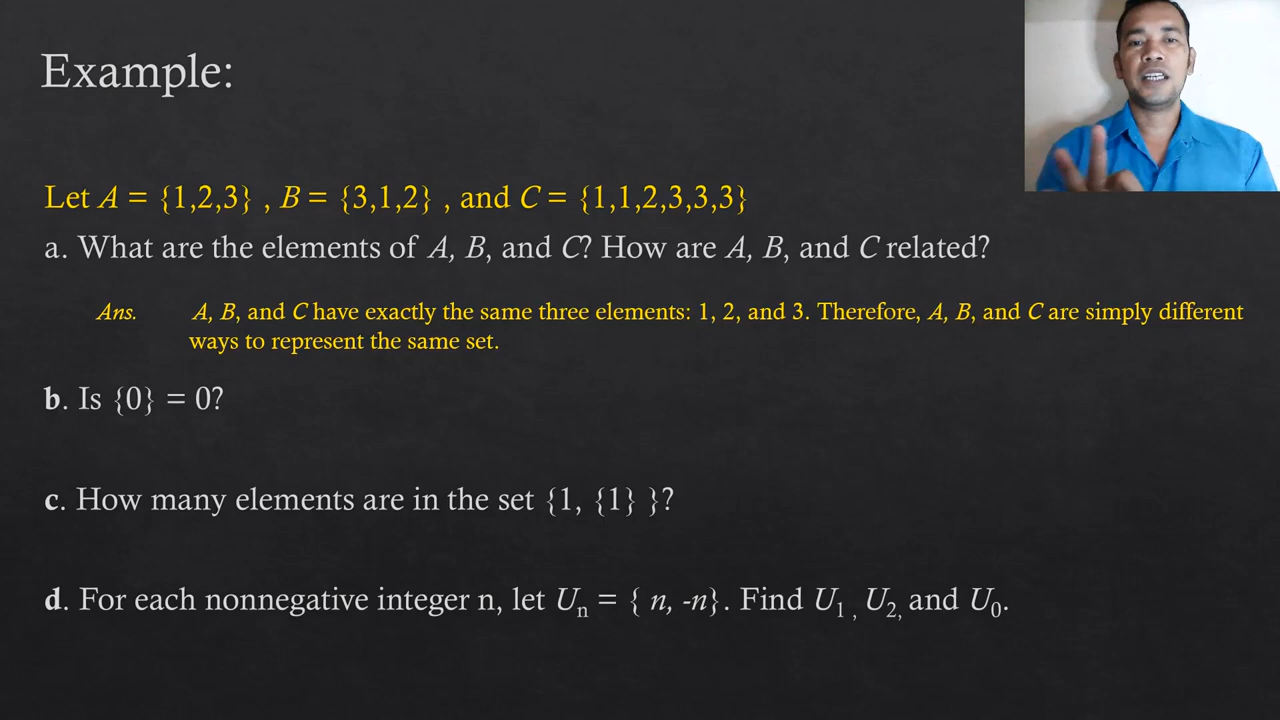 Example:
Let A = {1,2,3} , B = {3,1,2} , and C = {1,1,2,3,3,3}
a. What are the elements of A, B, and C? How are A, B, and C related?
Ans. A, B, and C have exactly the same three elements: 1, 2, and 3. Therefore, A, B, and C are simply different
ways to represent the same set.
b. Is {0} = 0?
c. How many elements are in the set {1, {1} }?
d. For each nonnegative integer n, let Uₙ = { n, -n}. Find U₁ , U₂, and U₀.